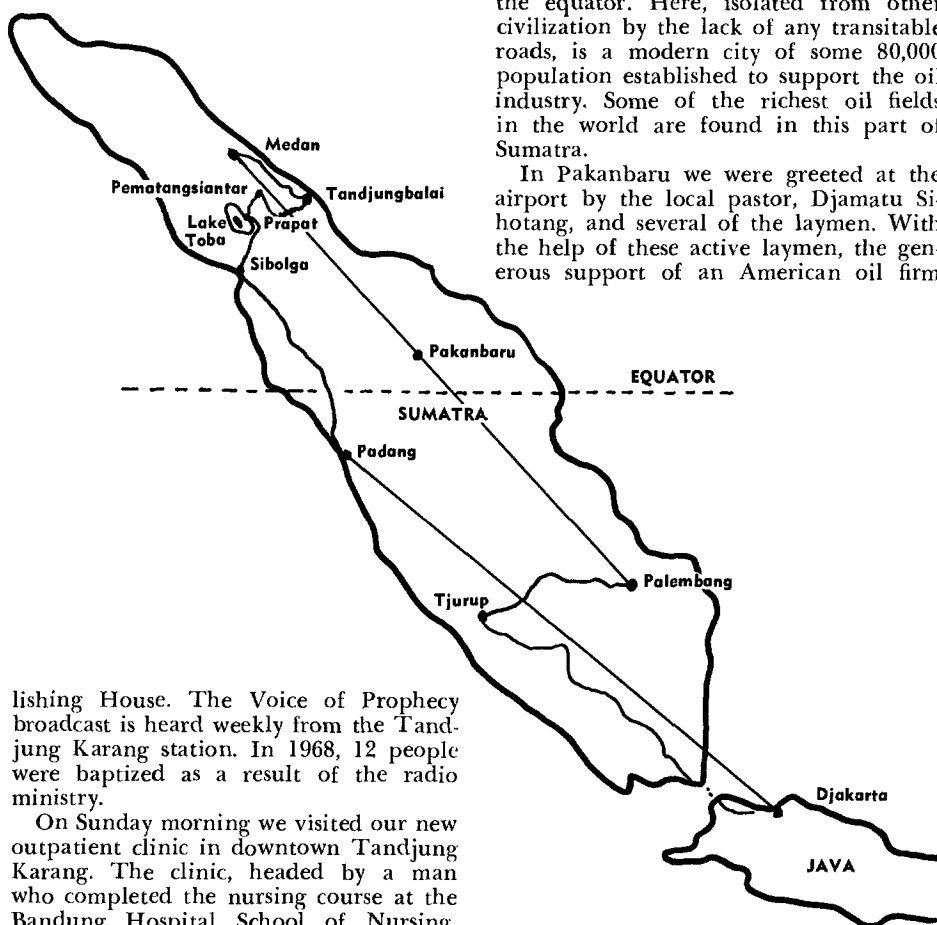 the equator. Here, isolated from other
civilization by the lack of any transitable
roads, is a modern city of some 80,000
population established to support the oil
industry. Some of the richest oil fields
in the world are found in this part of
Sumatra.
In Pakanbaru we were greeted at the
airport by the local pastor, Djamatu Si-
hotang, and several of the laymen. With
the help of these active laymen, the gen-
erous support of an American oil firm
Medan
Pematangsiantar
Tandjungbalai
Lake
Toba
Prapat
Sibolga
Pakanbaru
EQUATOR
SUMATRA
Padang
Palembang
Tjurup
Djakarta
JAVA
lishing House. The Voice of Prophecy
broadcast is heard weekly from the Tand-
jung Karang station. In 1968, 12 people
were baptized as a result of the radio
ministry.
On Sunday morning we visited our new
outpatient clinic in downtown Tandjung
Karang. The clinic, headed by a man
who completed the nursing course at the
Bandung Hospital School of Nursing,